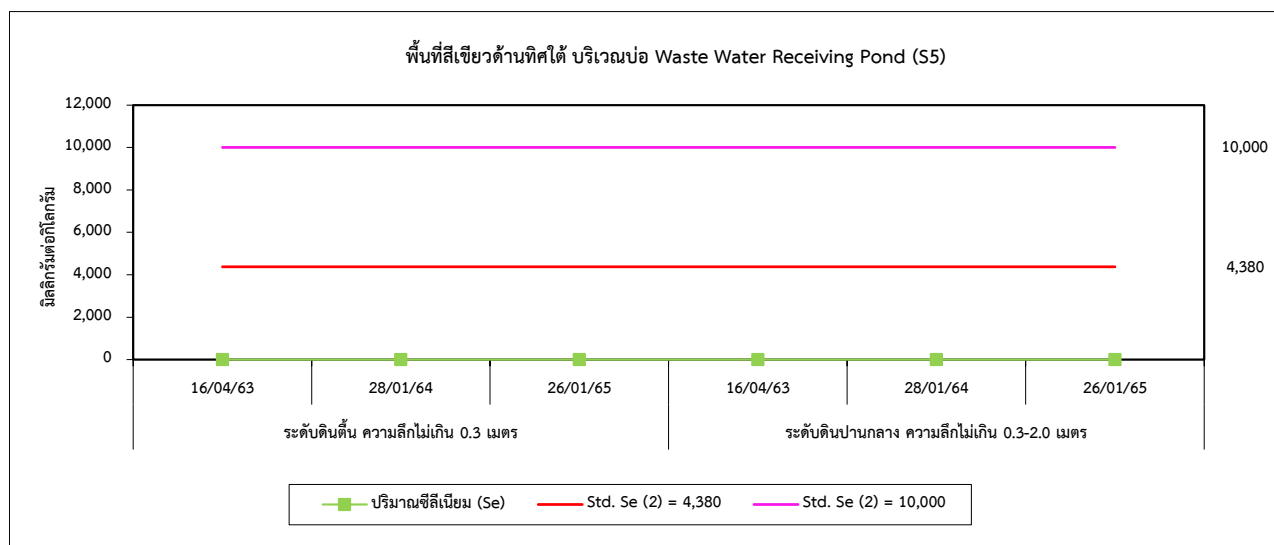 พื้นที่สีเขียวด้านทิศใต้ บริเวณบ่อ Waste Water Receiving Pond (S5)
มิลลิกรัมต่อกิโลกรัม
12,000
10,000
8,000
6,000
4,000
2,000
0
10,000
4,380
16/04/63 28/01/64 26/01/65 16/04/63 28/01/64 26/01/65
ระดับดินตื้น ความลึกไม่เกิน 0.3 เมตร ระดับดินปานกลาง ความลึกไม่เกิน 0.3-2.0 เมตร
ปริมาณซีลีเนียม (Se) Std. Se (2) = 4,380 Std. Se (2) = 10,000